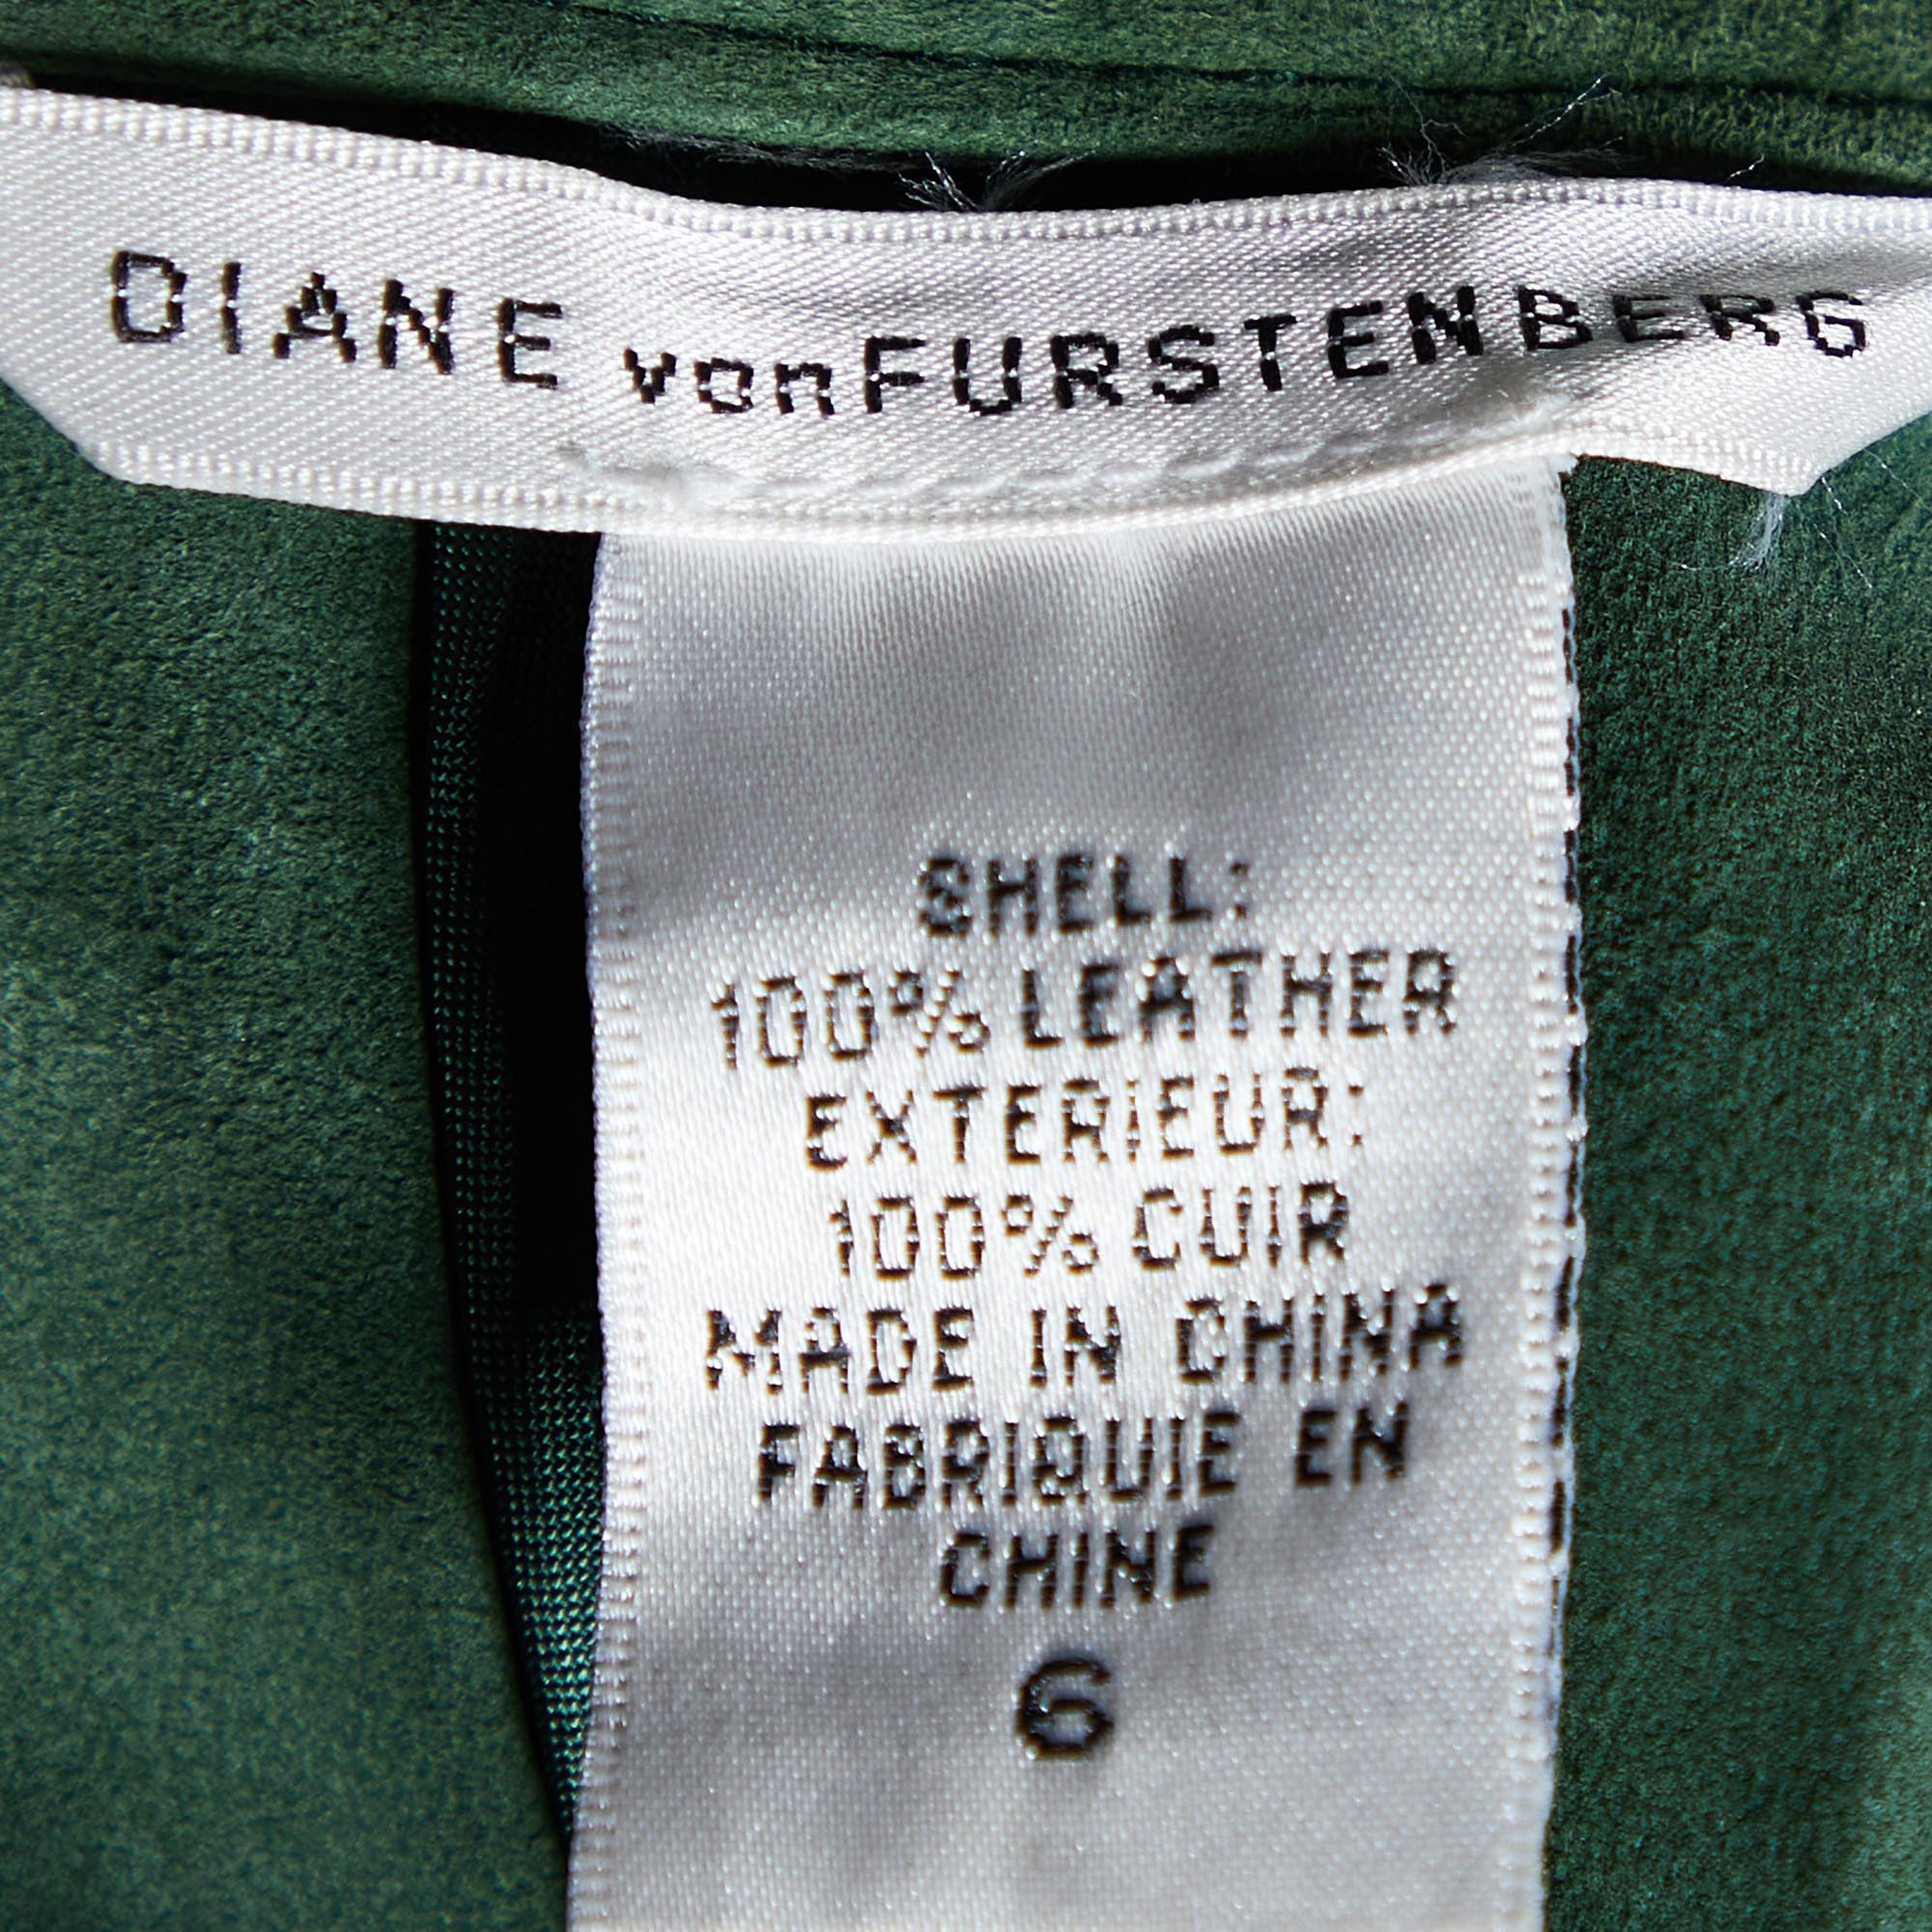 DIANE vonFURSTENBERG
SHELL:
100% LEATHER
EXTERIEUR:
100% CUIR
MADE IN CHINA
FABRIQUIE EN
CHINE
6